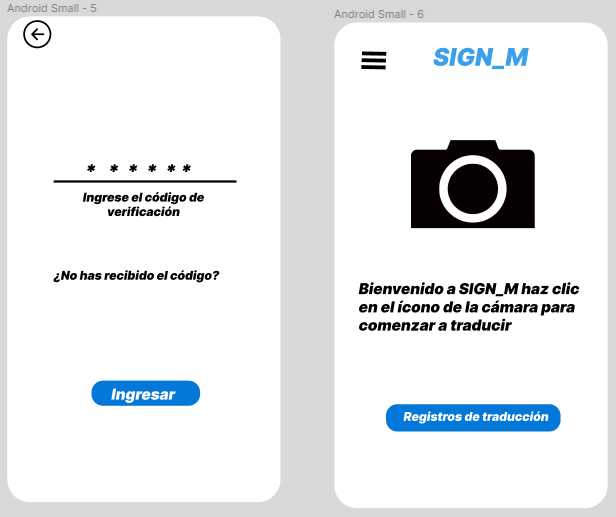 Android Small - 5
* * * * * *
Ingrese el código de
verificación
¿No has recibido el código?
Ingresar
Android Small - 6
SIGN_M
Bienvenido a SIGN_M haz clic
en el ícono de la cámara para
comenzar a traducir
Registros de traducción